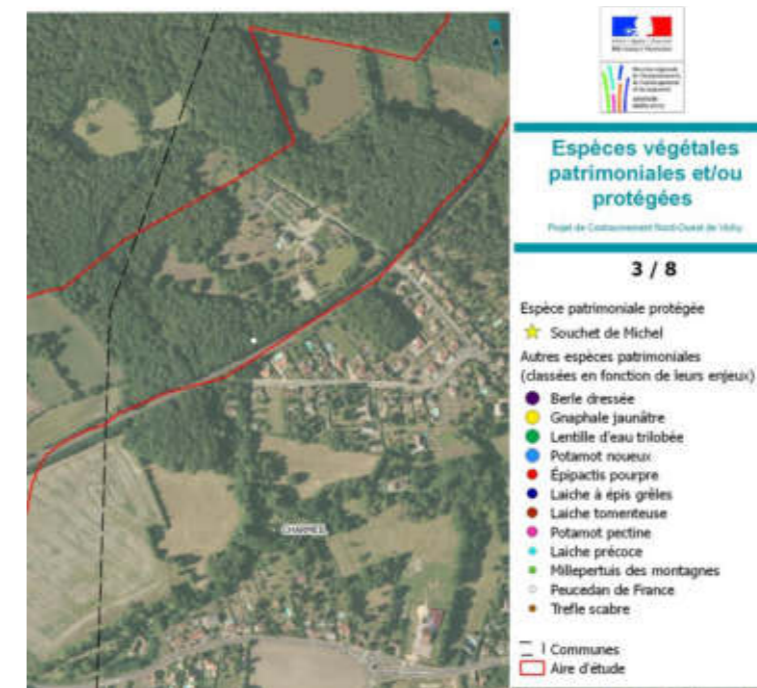 CHARMEIL
Espèces végétales
patrimoniales et/ou
protégées
Projet de Contournement Nord-Ouest de Vichy
3 / 8
Espèce patrimoniale protégée
Souchet de Michel
Autres espèces patrimoniales
(classées en fonction de leurs enjeux)
Berle dressée
Gnaphale jaunâtre
Lentille d'eau trilobée
Potamot noueux
Épipactis pourpre
Laiche à épis grêles
Laiche tomenteuse
Potamot pectine
Laiche précoce
Millepertuis des montagnes
Peucedan de France
Trefle scabre
Communes
Aire d'étude